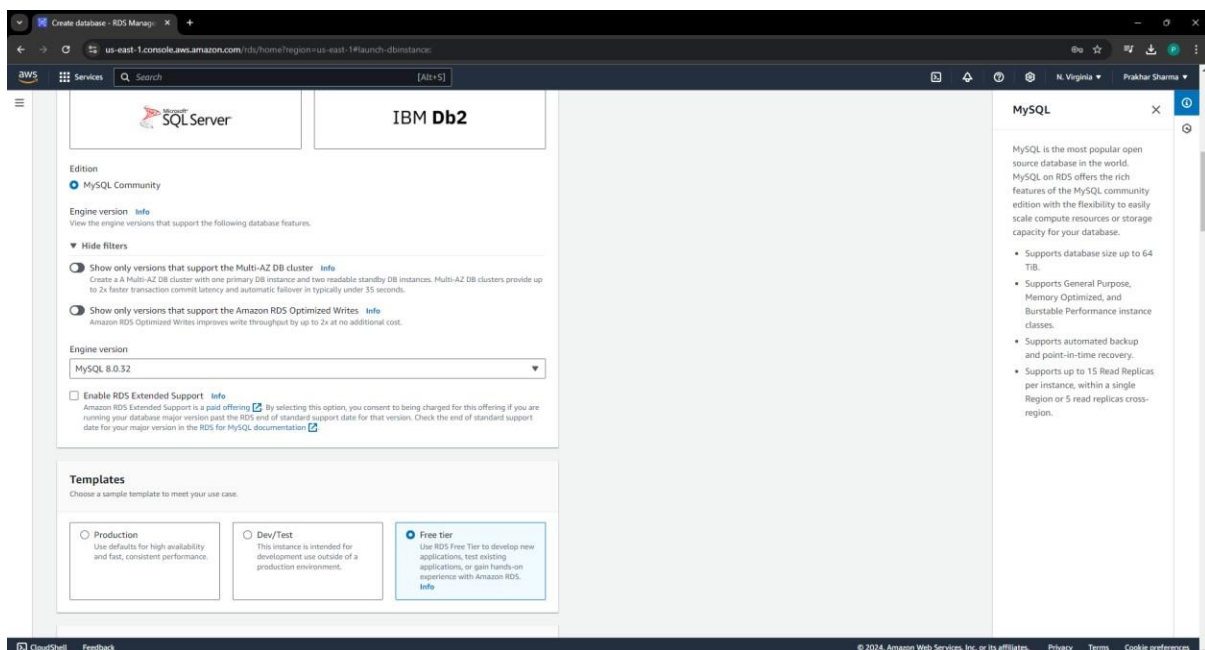 Create database - RDS Manag
us-east-1.console.aws.amazon.com/rds/home?region=us-east-1#launch-dbinstance:
aws
Services
Search
[Alt+S]
N. Virginia
Prakhar Sharma
Microsoft
SQL Server
IBM Db2
Edition
MySQL Community
Engine version Info
View the engine versions that support the following database features.
Hide filters
Show only versions that support the Multi-AZ DB cluster Info
Create a A Multi-AZ DB cluster with one primary DB instance and two readable standby DB instances. Multi-AZ DB clusters provide up
to 2x faster transaction commit latency and automatic failover in typically under 35 seconds.
Show only versions that support the Amazon RDS Optimized Writes Info
Amazon RDS Optimized Writes improves write throughput by up to 2x at no additional cost.
Engine version
MySQL 8.0.32
Enable RDS Extended Support Info
Amazon RDS Extended Support is a paid offering. By selecting this option, you consent to being charged for this offering if you are
running your database major version past the RDS end of standard support date for that version. Check the end of standard support
date for your major version in the RDS for MySQL documentation.
Templates
Choose a sample template to meet your use case.
Production
Use defaults for high availability
and fast, consistent performance.
Dev/Test
This instance is intended for
development use outside of a
production environment.
Free tier
Use RDS Free Tier to develop new
applications, test existing
applications, or gain hands-on
experience with Amazon RDS.
Info
MySQL
MySQL is the most popular open
source database in the world.
MySQL on RDS offers the rich
features of the MySQL community
edition with the flexibility to easily
scale compute resources or storage
capacity for your database.
Supports database size up to 64
TiB.
Supports General Purpose,
Memory Optimized, and
Burstable Performance instance
classes.
Supports automated backup
and point-in-time recovery.
Supports up to 15 Read Replicas
per instance, within a single
Region or 5 read replicas cross-
region.
CloudShell
Feedback
© 2024, Amazon Web Services, Inc. or its affiliates.
Privacy
Terms
Cookie preferences